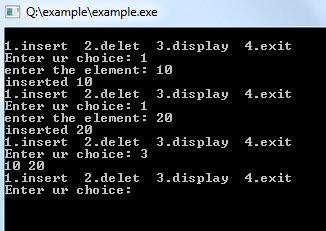 Q:\example\example.exe
1.insert  2.delet  3.display  4.exit
Enter ur choice: 1
enter the element: 10
inserted 10
1.insert  2.delet  3.display  4.exit
Enter ur choice: 1
enter the element: 20
inserted 20
1.insert  2.delet  3.display  4.exit
Enter ur choice: 3
10 20
1.insert  2.delet  3.display  4.exit
Enter ur choice: